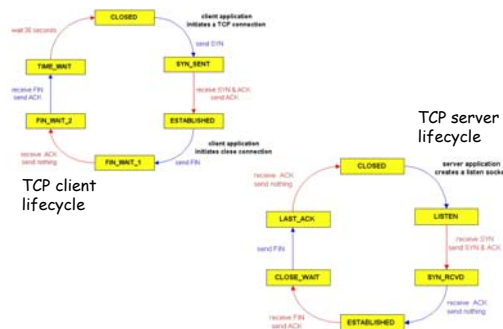 CLOSED
client application
initiates a TCP connection
send SYN
SYN_SENT
receive SYN & ACK
send ACK
ESTABLISHED
client application
initiates close connection
send FIN
FIN_WAIT_1
receive ACK
send nothing
FIN_WAIT_2
receive FIN
send ACK
TIME_WAIT
wait 30 seconds
TCP client
lifecycle
TCP server
lifecycle
CLOSED
server application
creates a listen socke
LISTEN
receive SYN
send SYN & ACK
SYN_RCVD
receive ACK
send nothing
ESTABLISHED
receive FIN
send ACK
CLOSE_WAIT
send FIN
LAST_ACK
receive ACK
send nothing